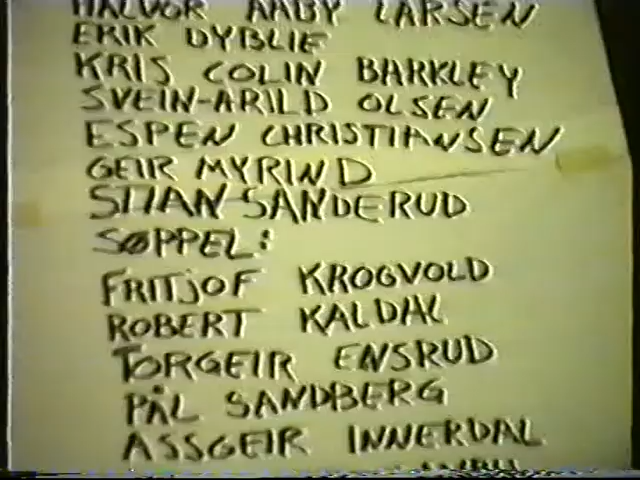 HALVOR AABY LARSEN
ERIK DYBLIE
KRIS COLIN BARKLEY
SVEIN-ARILD OLSEN
ESPEN CHRISTIANSEN
GEIR MYRIND
STIAN SANDERUD
SØPPEL:
FRITJOF KROGVOLD
ROBERT KALDAL
TORGEIR ENSRUD
PÅL SANDBERG
ASSGEIR INNERDAL